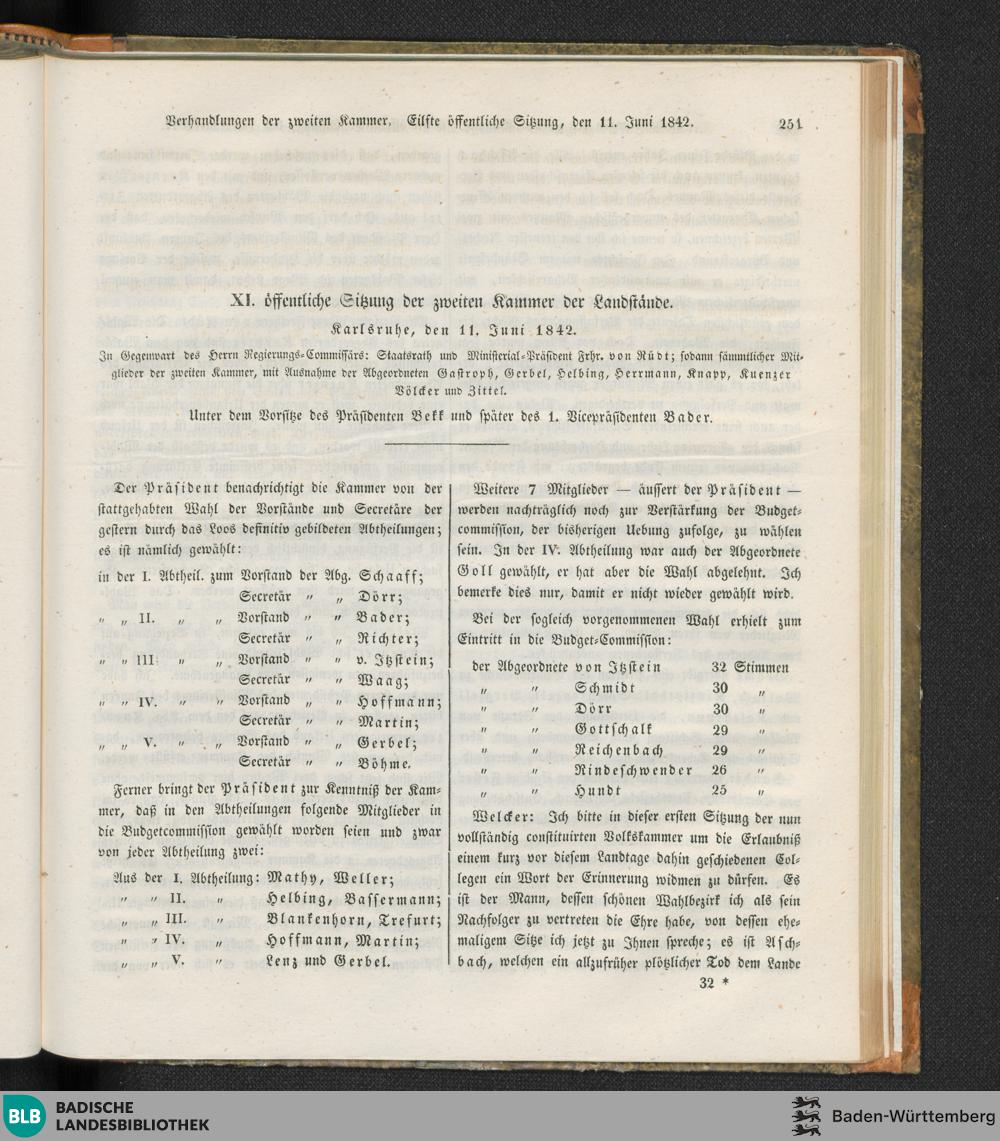 Verhandlungen der zweiten Kammer. Eilfte öffentliche Sitzung, den 11. Juni 1842. 251
XI. öffentliche Sitzung der zweiten Kammer der Landstände.
Karlsruhe, den 11. Juni 1842.
In Gegenwart des Herrn Regierungs-Commissärs: Staatsrath und Ministerial-Präsident Frhr. von Rüdt; sodann sämmtlicher Mit-
glieder der zweiten Kammer, mit Ausnahme der Abgeordneten Gastroph, Gerbel, Helbing, Herrmann, Knapp, Kuenzer
Völcker und Zittel.
Unter dem Vorsitze des Präsidenten Bekk und später des 1. Vicepräsidenten Bader.
Der Präsident benachrichtigt die Kammer von der
stattgehabten Wahl der Vorstände und Secretäre der
gestern durch das Loos definitiv gebildeten Abtheilungen;
es ist nämlich gewählt:
in der I. Abtheil. zum Vorstand der Abg. Schaaff;
Secretär " " Dörr;
" " II. " " Vorstand " " Bader;
Secretär " " Richter;
" " III " " Vorstand " " v. Itzstein;
Secretär " " Waag;
" " IV. " " Vorstand " " Hoffmann;
Secretär " " Martin;
" " V. " " Vorstand " " Gerbel;
Secretär " " Böhme.
Ferner bringt der Präsident zur Kenntniß der Kam-
mer, daß in den Abtheilungen folgende Mitglieder in
die Budgetcommission gewählt worden seien und zwar
von jeder Abtheilung zwei:
Aus der I. Abtheilung: Mathy, Weller;
" " II. " Helbing, Bassermann;
" " III. " Blankenhorn, Trefurt;
" " IV. " Hoffmann, Martin;
" " V. " Lenz und Gerbel.
Weitere 7 Mitglieder — äussert der Präsident —
werden nachträglich noch zur Verstärkung der Budget-
commission, der bisherigen Uebung zufolge, zu wählen
sein. In der IV. Abtheilung war auch der Abgeordnete
Goll gewählt, er hat aber die Wahl abgelehnt. Ich
bemerke dies nur, damit er nicht wieder gewählt wird.
Bei der sogleich vorgenommenen Wahl erhielt zum
Eintritt in die Budget-Commission:
der Abgeordnete von Itzstein 32 Stimmen
" " Schmidt 30 "
" " Dörr 30 "
" " Gottschalk 29 "
" " Reichenbach 29 "
" " Rindeschwender 26 "
" " Hundt 25 "
Welcker: Ich bitte in dieser ersten Sitzung der nun
vollständig constituirten Volkskammer um die Erlaubniß
einem kurz vor diesem Landtage dahin geschiedenen Col-
legen ein Wort der Erinnerung widmen zu dürfen. Es
ist der Mann, dessen schönen Wahlbezirk ich als sein
Nachfolger zu vertreten die Ehre habe, von dessen ehe-
maligem Sitze ich jetzt zu Ihnen spreche; es ist Asch-
bach, welchen ein allzufrüher plötzlicher Tod dem Lande
32 *
BLB BADISCHE
LANDESBIBLIOTHEK
Baden-Württemberg